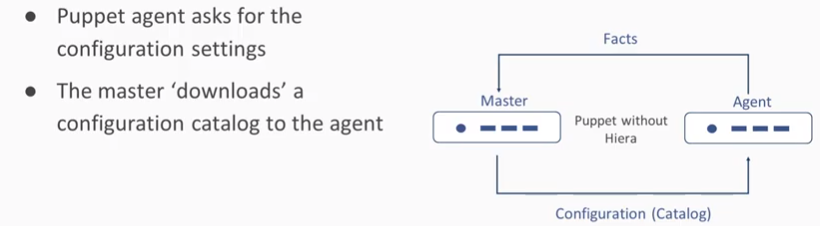 ● Puppet agent asks for the
configuration settings
● The master ‘downloads’ a
configuration catalog to the agent
Facts
Master
Agent
Puppet without
Hiera
Configuration (Catalog)